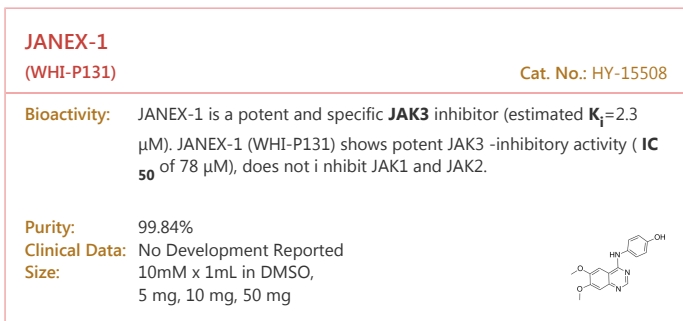 JANEX-1
(WHI-P131)
Cat. No.: HY-15508
Bioactivity: JANEX-1 is a potent and specific JAK3 inhibitor (estimated Ki=2.3
μM). JANEX-1 (WHI-P131) shows potent JAK3 -inhibitory activity ( IC
50 of 78 μM), does not i nhibit JAK1 and JAK2.
Purity: 99.84%
Clinical Data: No Development Reported
Size: 10mM x 1mL in DMSO,
5 mg, 10 mg, 50 mg
OH
HN
O
N
O
N